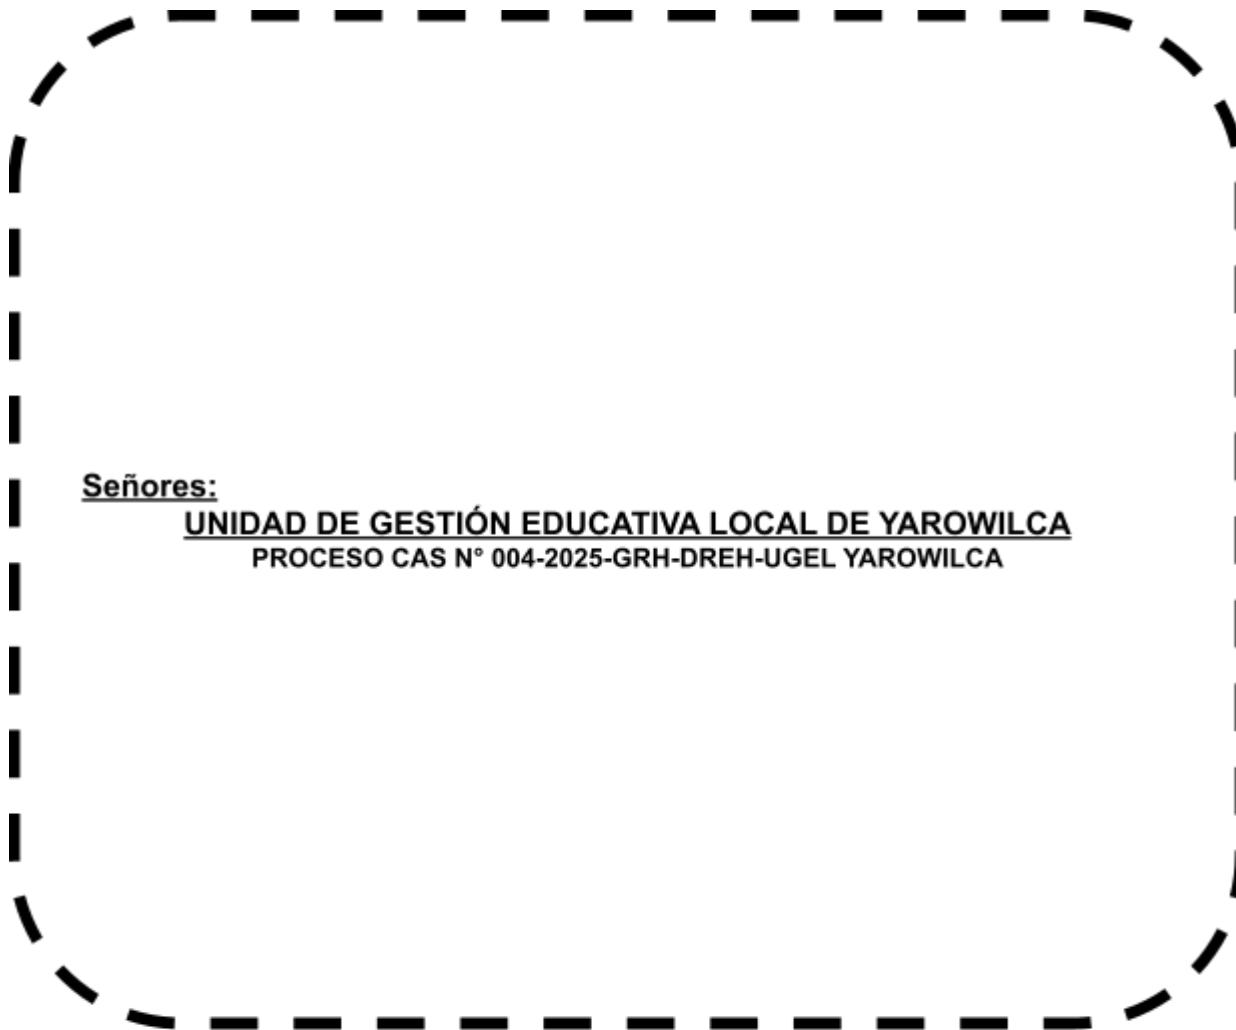 Señores:
UNIDAD DE GESTIÓN EDUCATIVA LOCAL DE YAROWILCA
PROCESO CAS N° 004-2025-GRH-DREH-UGEL YAROWILCA